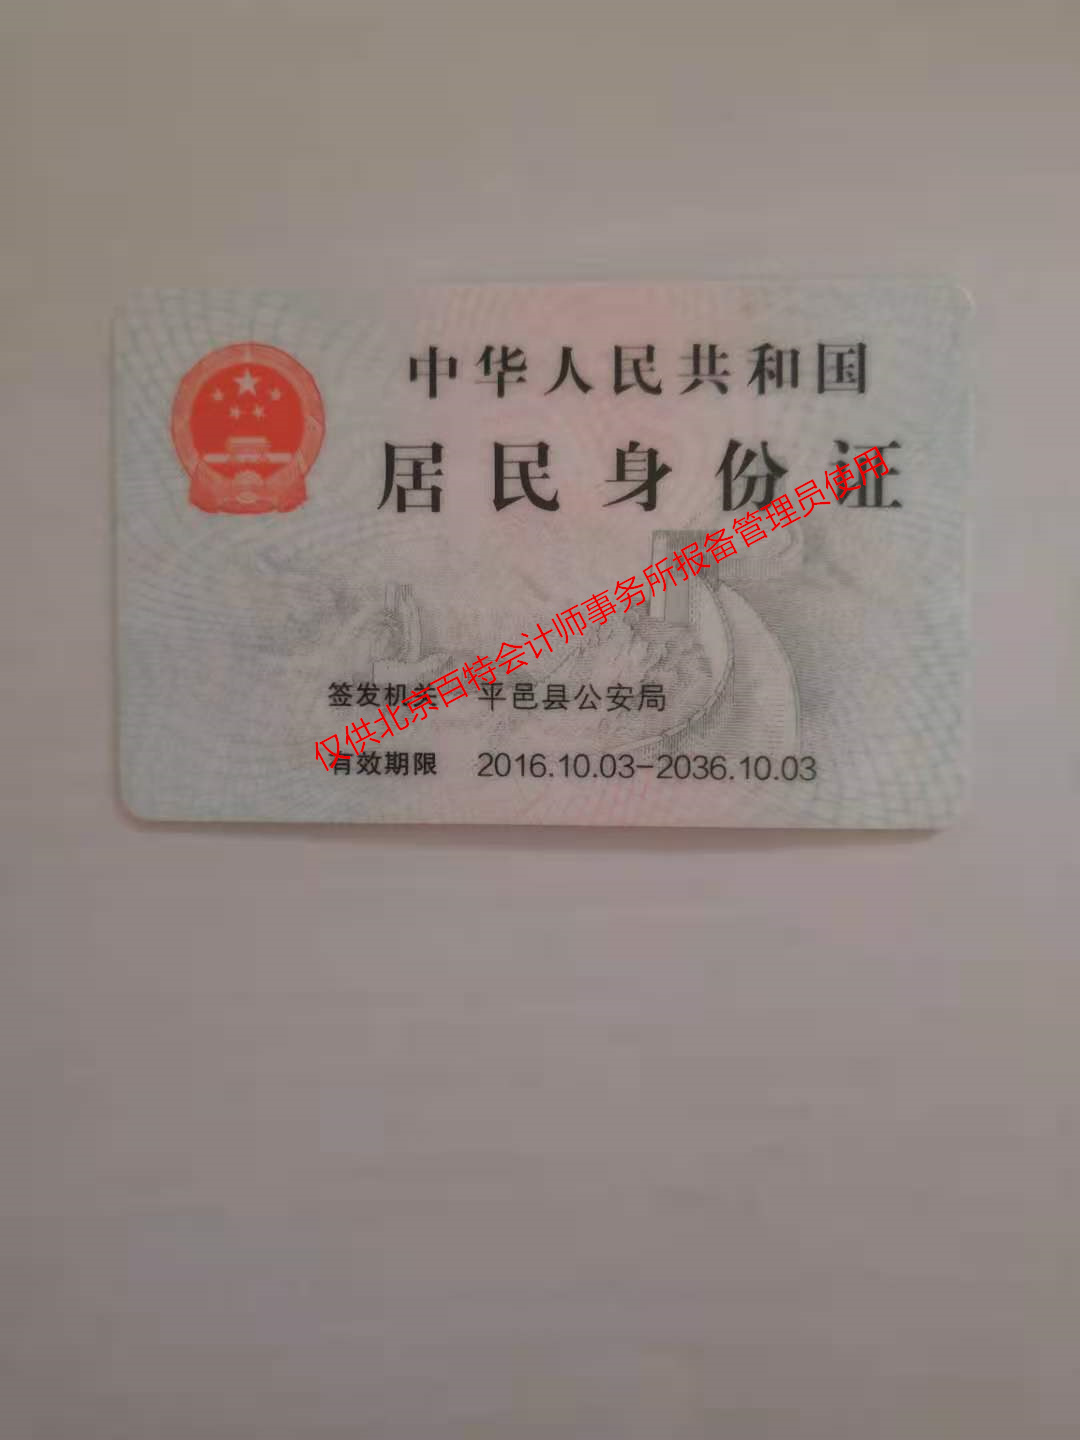 中华人民共和国
居民身份证
签发机关 平邑县公安局
有效期限 2016.10.03-2036.10.03
仅供北京百特会计师事务所报备管理员使用